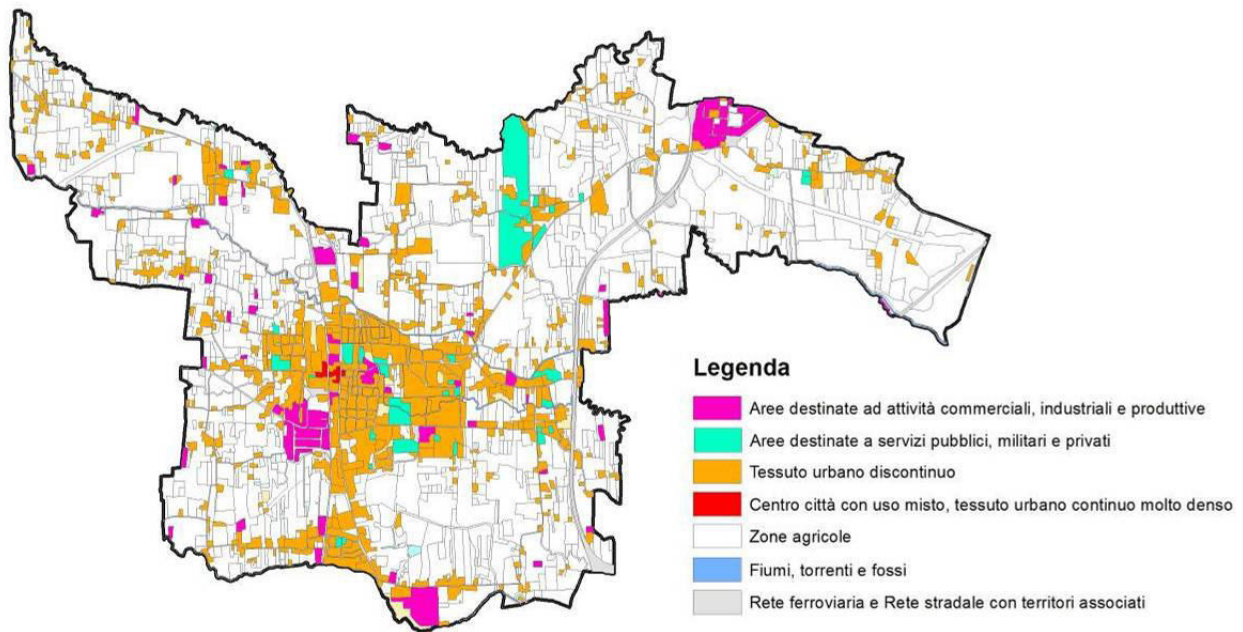 Legenda
Aree destinate ad attività commerciali, industriali e produttive
Aree destinate a servizi pubblici, militari e privati
Tessuto urbano discontinuo
Centro città con uso misto, tessuto urbano continuo molto denso
Zone agricole
Fiumi, torrenti e fossi
Rete ferroviaria e Rete stradale con territori associati